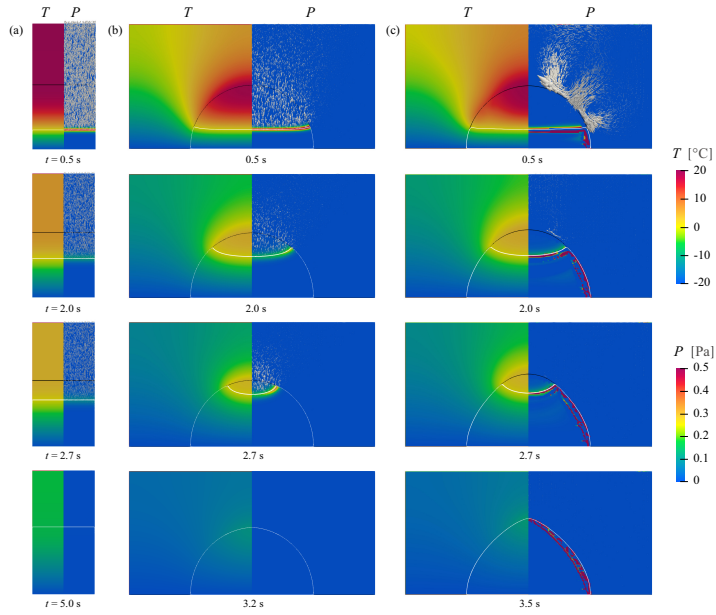 (a) T P (b) T P (c) T P
t = 0.5 s 0.5 s 0.5 s
T [°C]
20
10
0
-10
-20
t = 2.0 s 2.0 s 2.0 s
P [Pa]
0.5
0.4
0.3
0.2
0.1
0
t = 2.7 s 2.7 s 2.7 s
t = 5.0 s 3.2 s 3.5 s